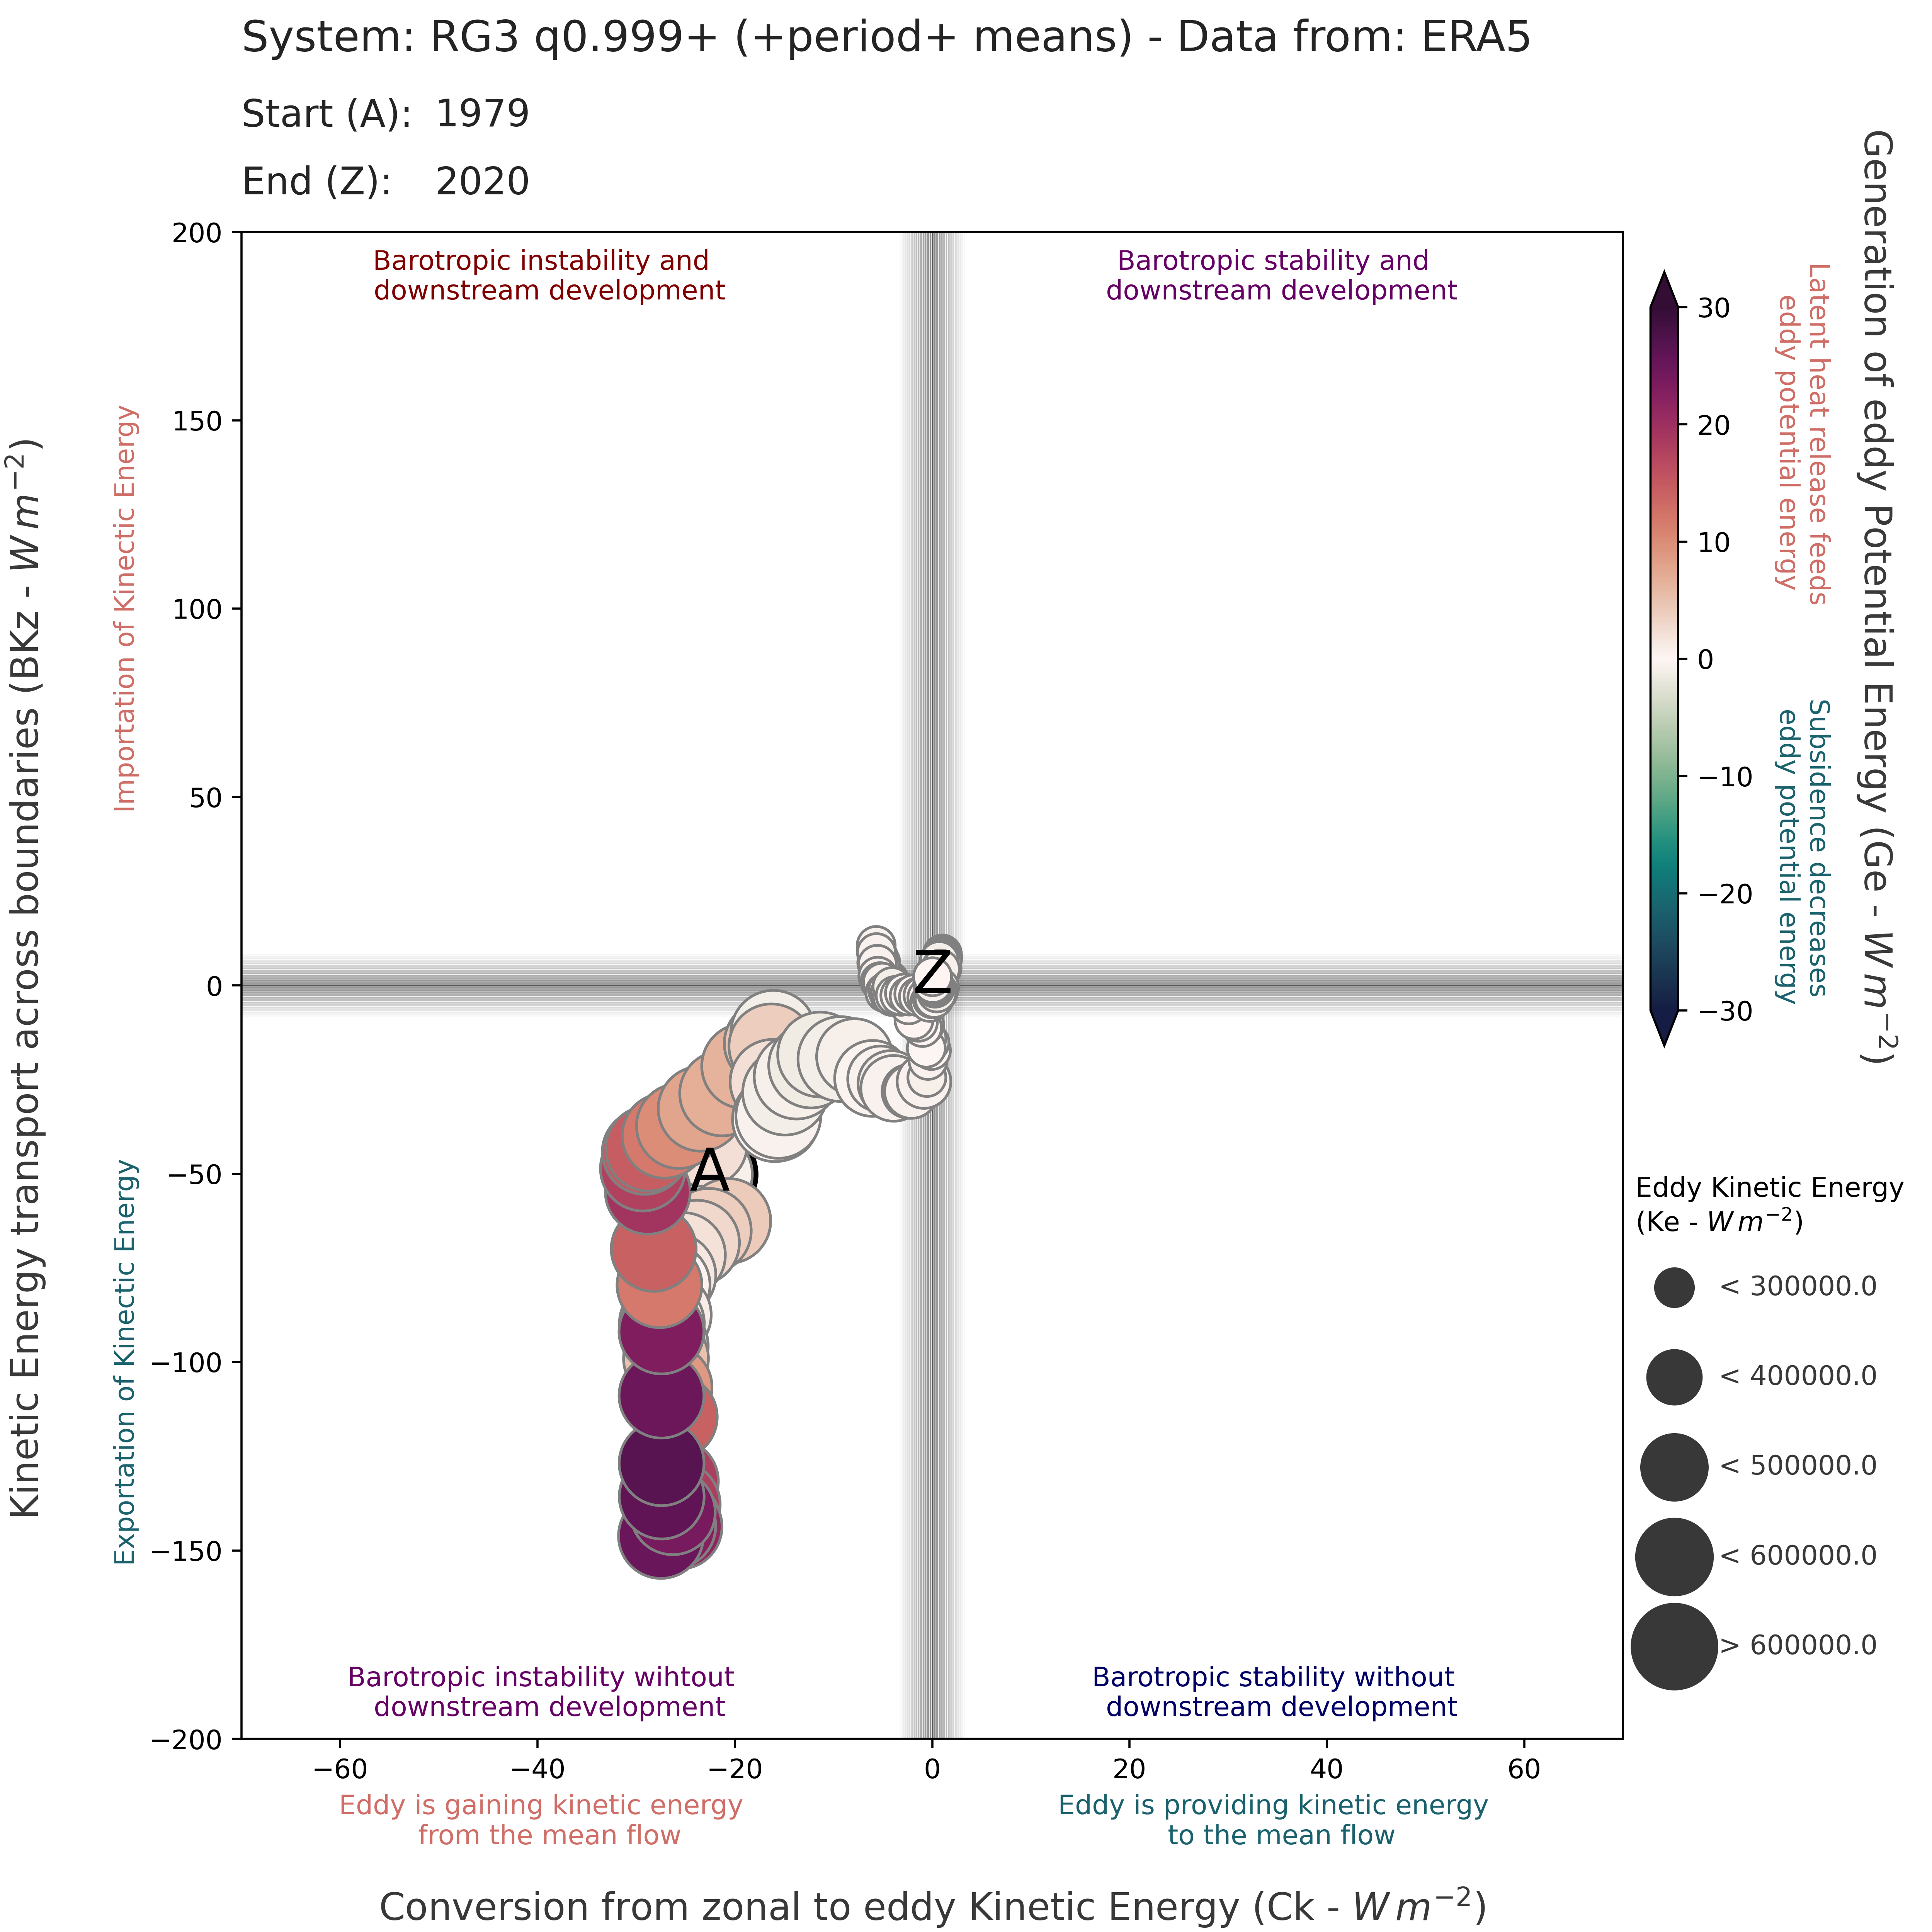 System: RG3 q0.999+ (+period+ means) - Data from: ERA5
Start (A): 1979
End (Z): 2020
Kinetic Energy transport across boundaries (BKz - W m⁻²)
Importation of Kinectic Energy
Exportation of Kinectic Energy
200
150
100
50
0
−50
−100
−150
−200
Barotropic instability and
downstream development
Barotropic stability and
downstream development
Z
A
Barotropic instability wihtout
downstream development
Barotropic stability without
downstream development
−60
−40
−20
0
20
40
60
Eddy is gaining kinetic energy
from the mean flow
Eddy is providing kinetic energy
to the mean flow
Conversion from zonal to eddy Kinetic Energy (Ck - W m⁻²)
30
20
10
0
−10
−20
−30
Latent heat release feeds
eddy potential energy
Subsidence decreases
eddy potential energy
Generation of eddy Potential Energy (Ge - W m⁻²)
Eddy Kinetic Energy
(Ke - W m⁻²)
< 300000.0
< 400000.0
< 500000.0
< 600000.0
> 600000.0